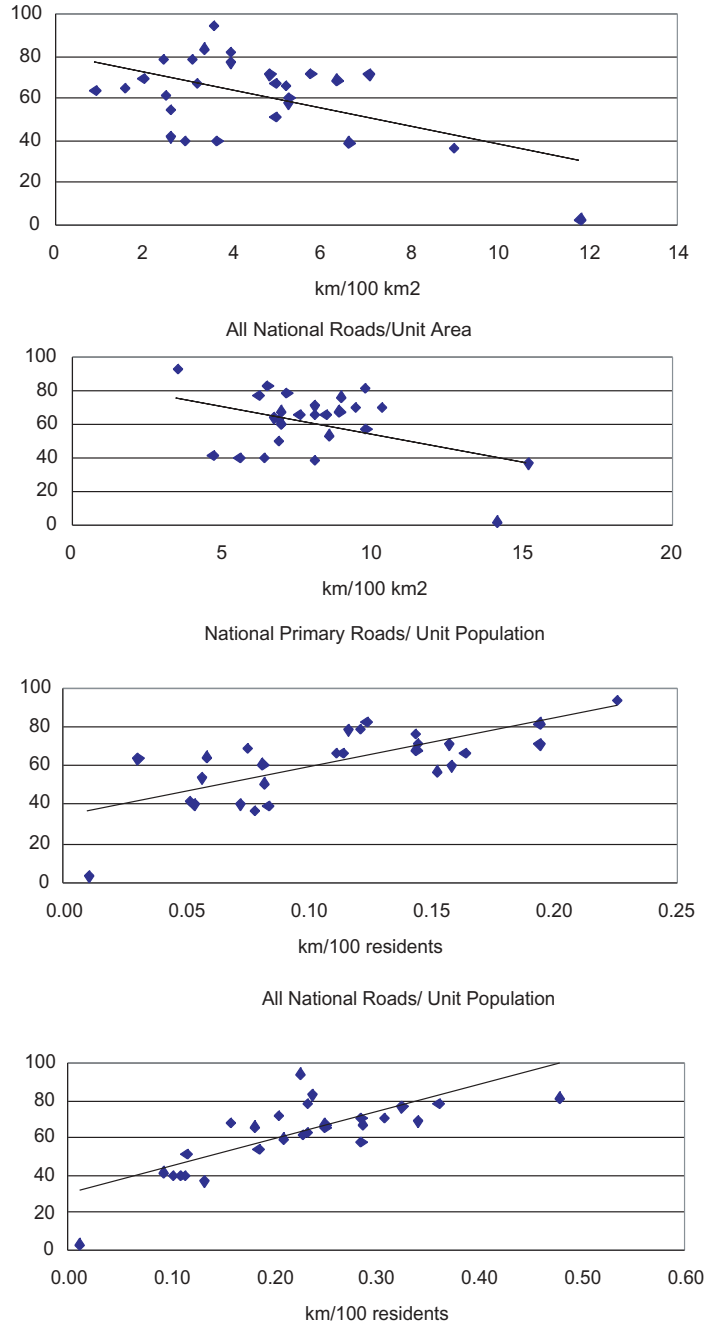 100
80
60
40
20
0
0 2 4 6 8 10 12 14
km/100 km2
All National Roads/Unit Area
100
80
60
40
20
0
0 5 10 15 20
km/100 km2
National Primary Roads/ Unit Population
100
80
60
40
20
0
0.00 0.05 0.10 0.15 0.20 0.25
km/100 residents
All National Roads/ Unit Population
100
80
60
40
20
0
0.00 0.10 0.20 0.30 0.40 0.50 0.60
km/100 residents